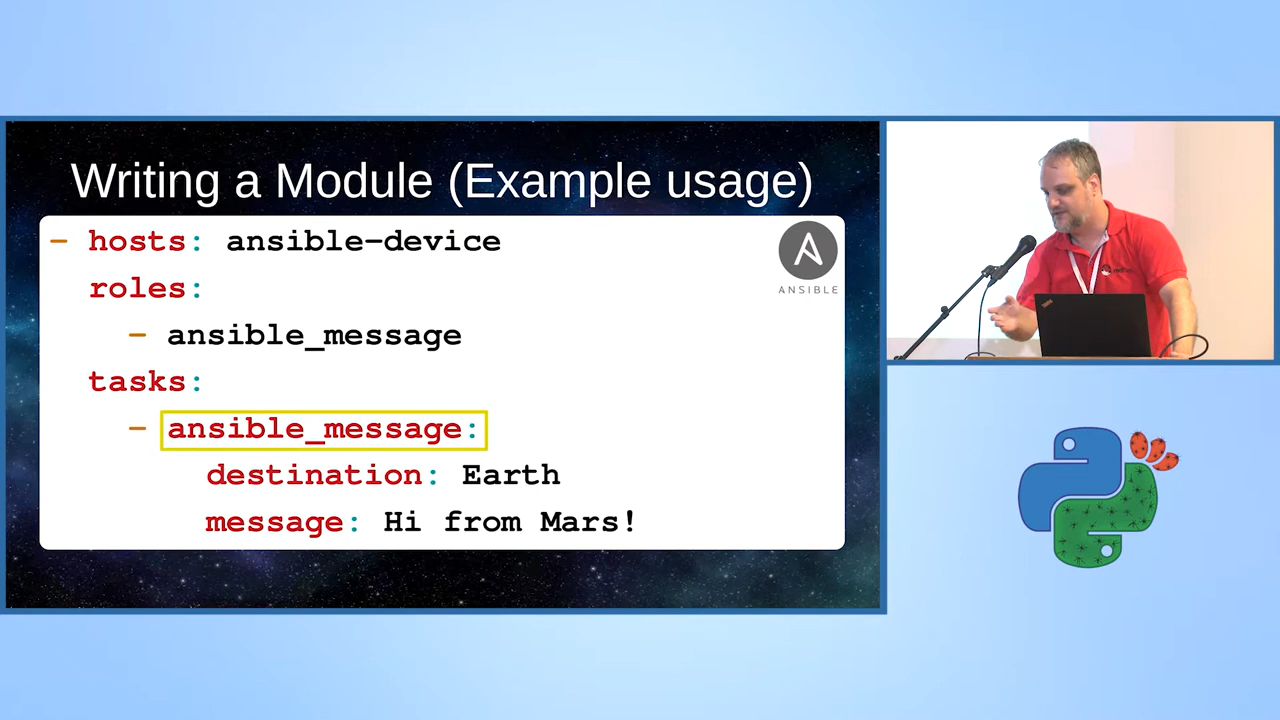 Writing a Module (Example usage)
- hosts: ansible-device
roles:
- ansible_message
tasks:
- ansible_message:
destination: Earth
message: Hi from Mars!
ANSIBLE